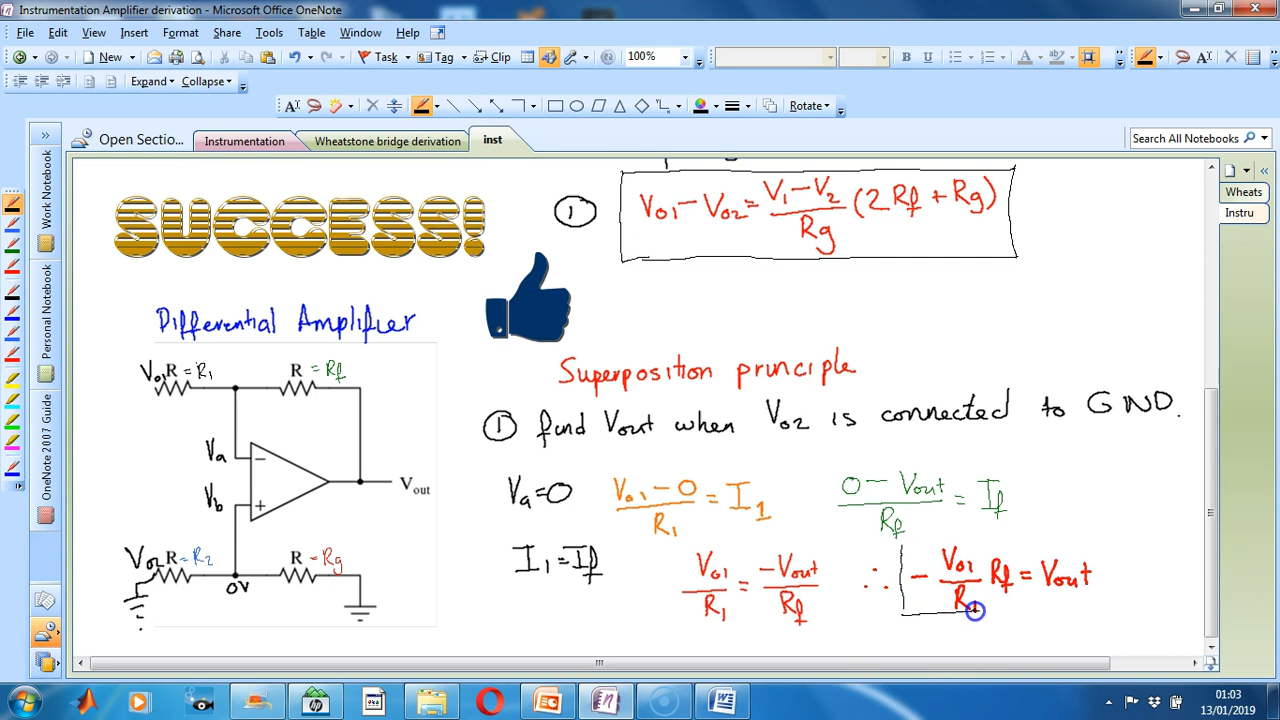 Instrumentation Amplifier derivation - Microsoft Office OneNote
File Edit View Insert Format Share Tools Table Window Help
New Task Tag Clip 100% B U A A
Expand Collapse
A Rotate
Open Sectio... Instrumentation Wheatstone bridge derivation inst Search All Notebooks
Work Notebook
Personal Notebook
OneNote 2007 Guide
Wheats
Instru
SUCCESS!
① Vo1 - Vo2 = V1 - V2 / Rg (2Rf + Rg)
Differential Amplifier
Vo1 R = R1 R = Rf
Va −
Vb +
Vout
Vo2 R = R2 R = Rg
0V
Superposition principle
① find Vout when Vo2 is connected to GND.
Va = 0 Vo1 - 0 / R1 = I1 0 - Vout / Rf = If
I1 = If Vo1 / R1 = -Vout / Rf ∴ - Vo1 / R1 Rf = Vout
01:03
13/01/2019